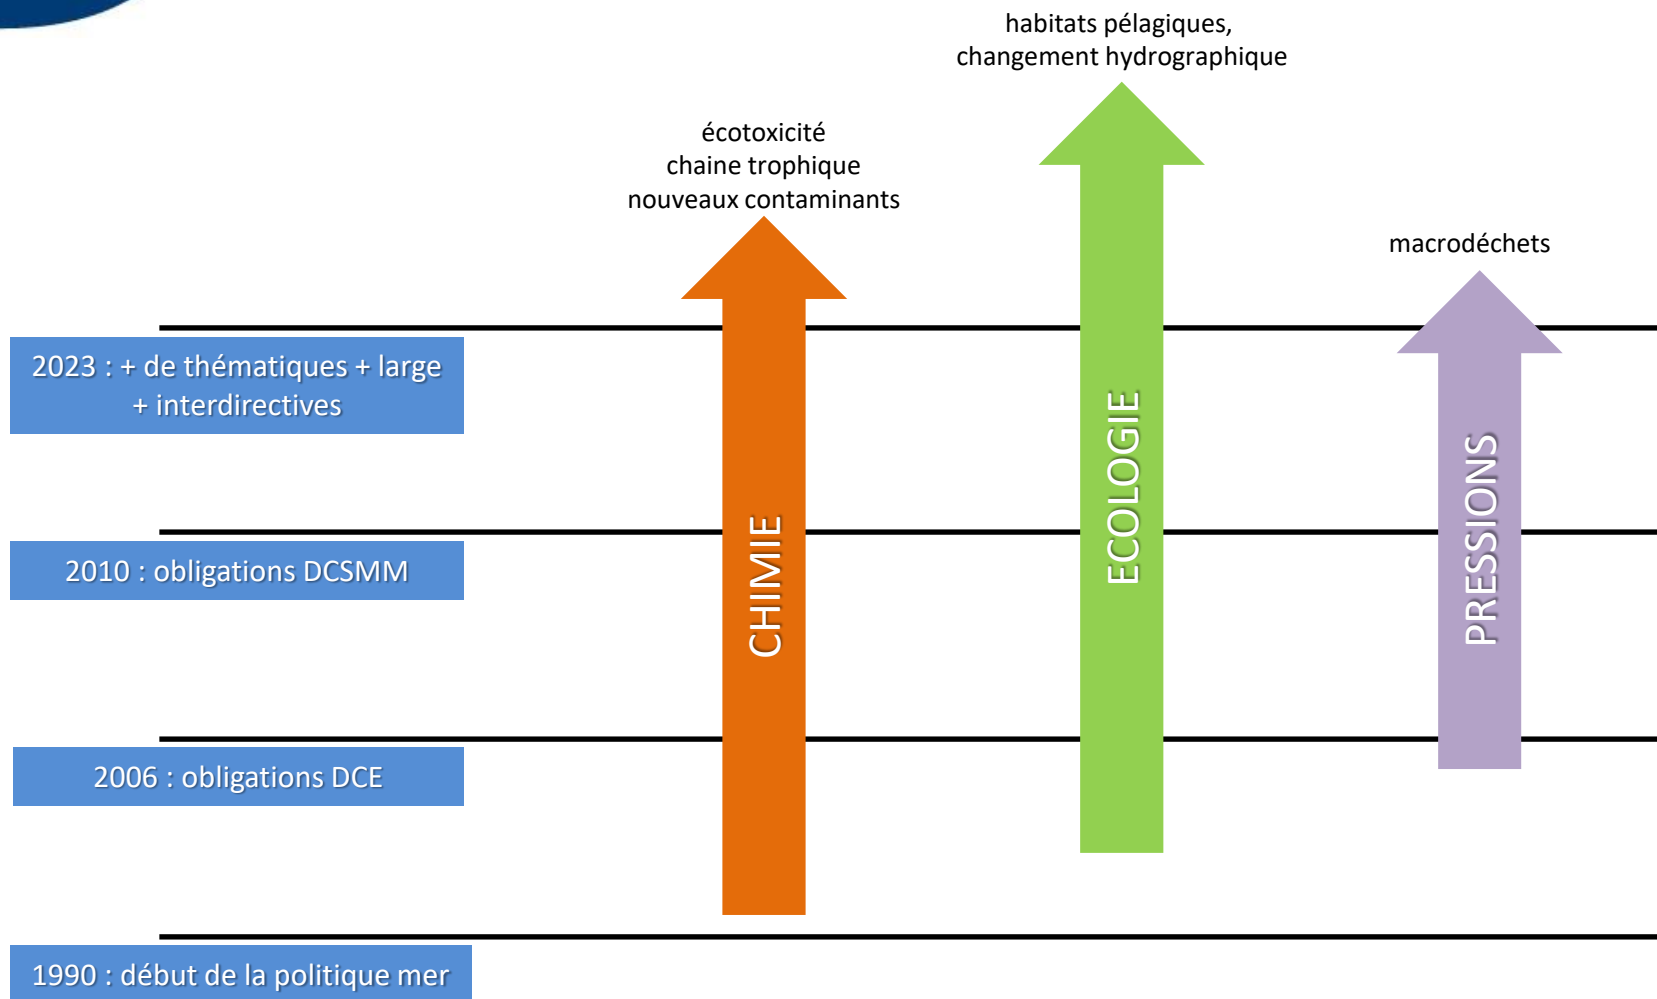 habitats pélagiques,
changement hydrographique
écotoxicité
chaine trophique
nouveaux contaminants
macrodéchets
2023 : + de thématiques + large
+ interdirectives
2010 : obligations DCSMM
2006 : obligations DCE
1990 : début de la politique mer
CHIMIE
ECOLOGIE
PRESSIONS